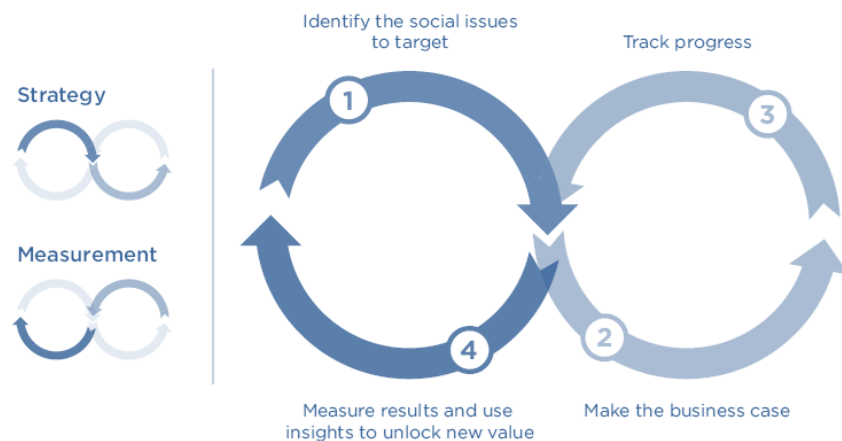 Strategy
Measurement
Identify the social issues
to target
1
Track progress
3
2
Make the business case
4
Measure results and use
insights to unlock new value